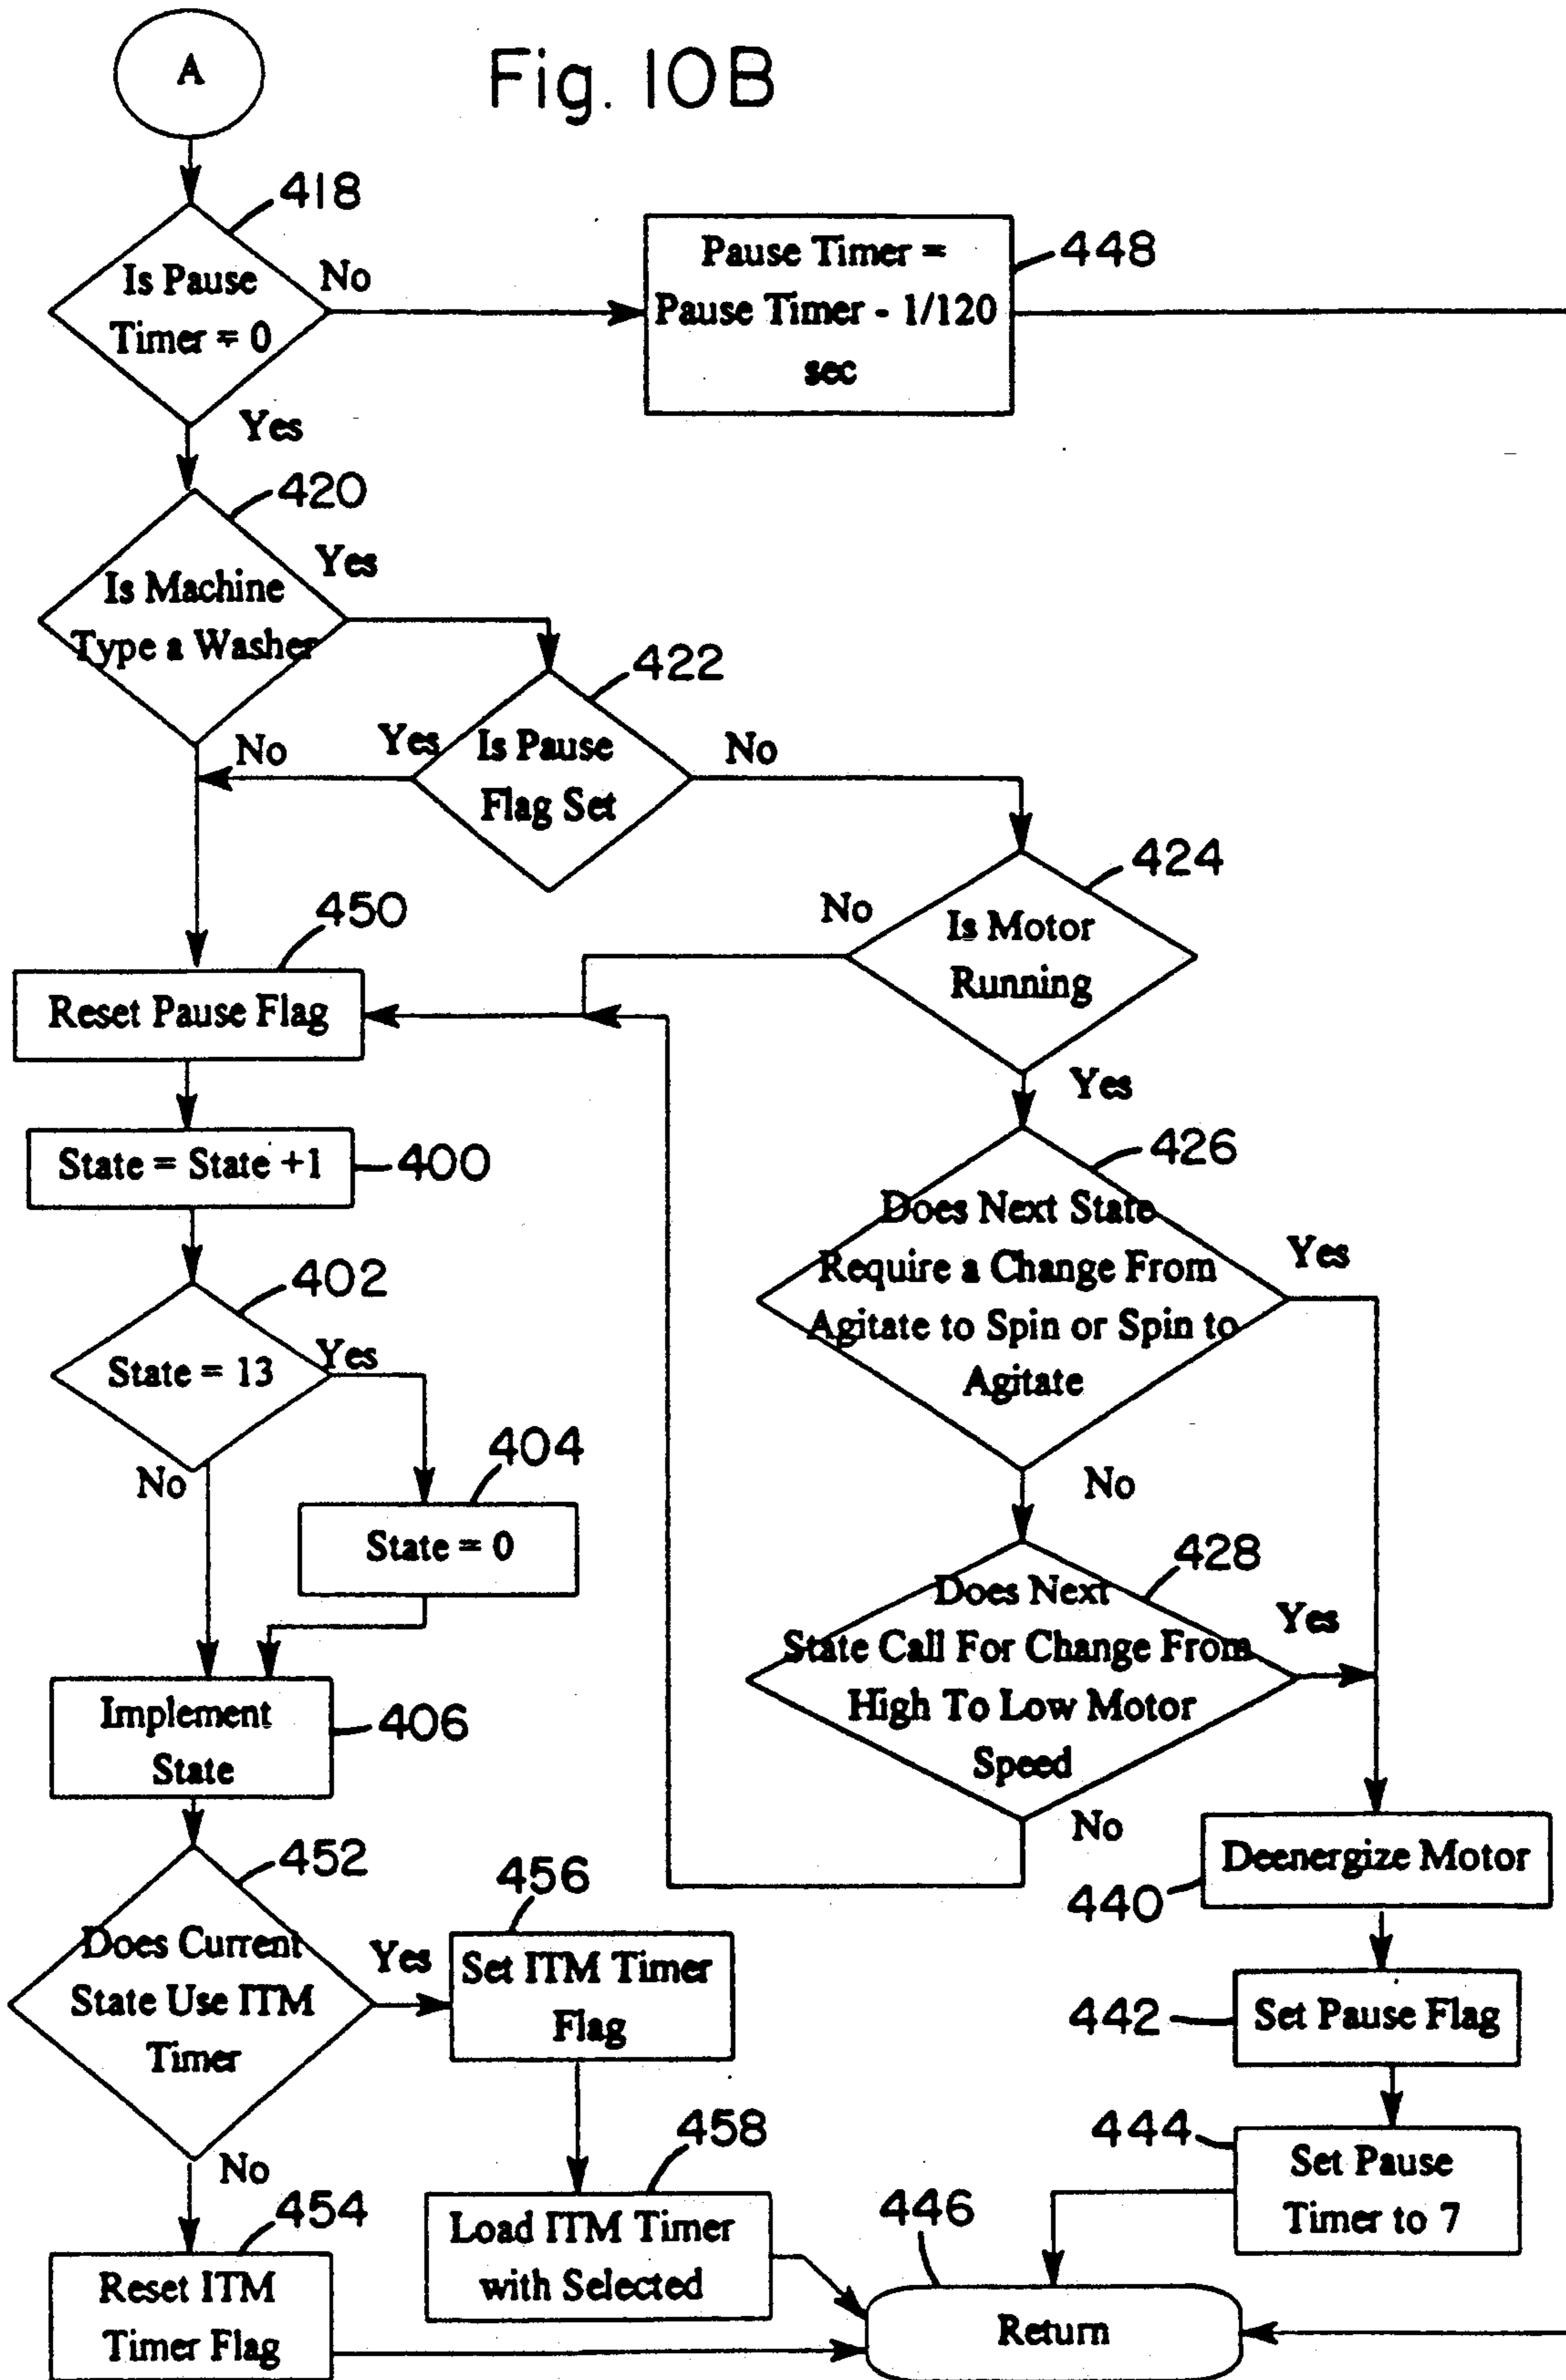 A
Fig. 10B
418
Is Pause
Timer = 0
No
Yes
Pause Timer =
Pause Timer - 1/120
sec
448
420
Is Machine
Type a Washer
Yes
No
422
Is Pause
Flag Set
Yes
No
424
Is Motor
Running
No
Yes
450
Reset Pause Flag
State = State +1
400
402
State = 13
Yes
No
404
State = 0
Implement
State
406
426
Does Next State
Require a Change From
Agitate to Spin or Spin to
Agitate
Yes
No
428
Does Next
State Call For Change From
High To Low Motor
Speed
Yes
No
Deenergize Motor
440
442
Set Pause Flag
444
Set Pause
Timer to 7
452
Does Current
State Use ITM
Timer
Yes
No
456
Set ITM Timer
Flag
458
Load ITM Timer
with Selected
454
Reset ITM
Timer Flag
446
Return